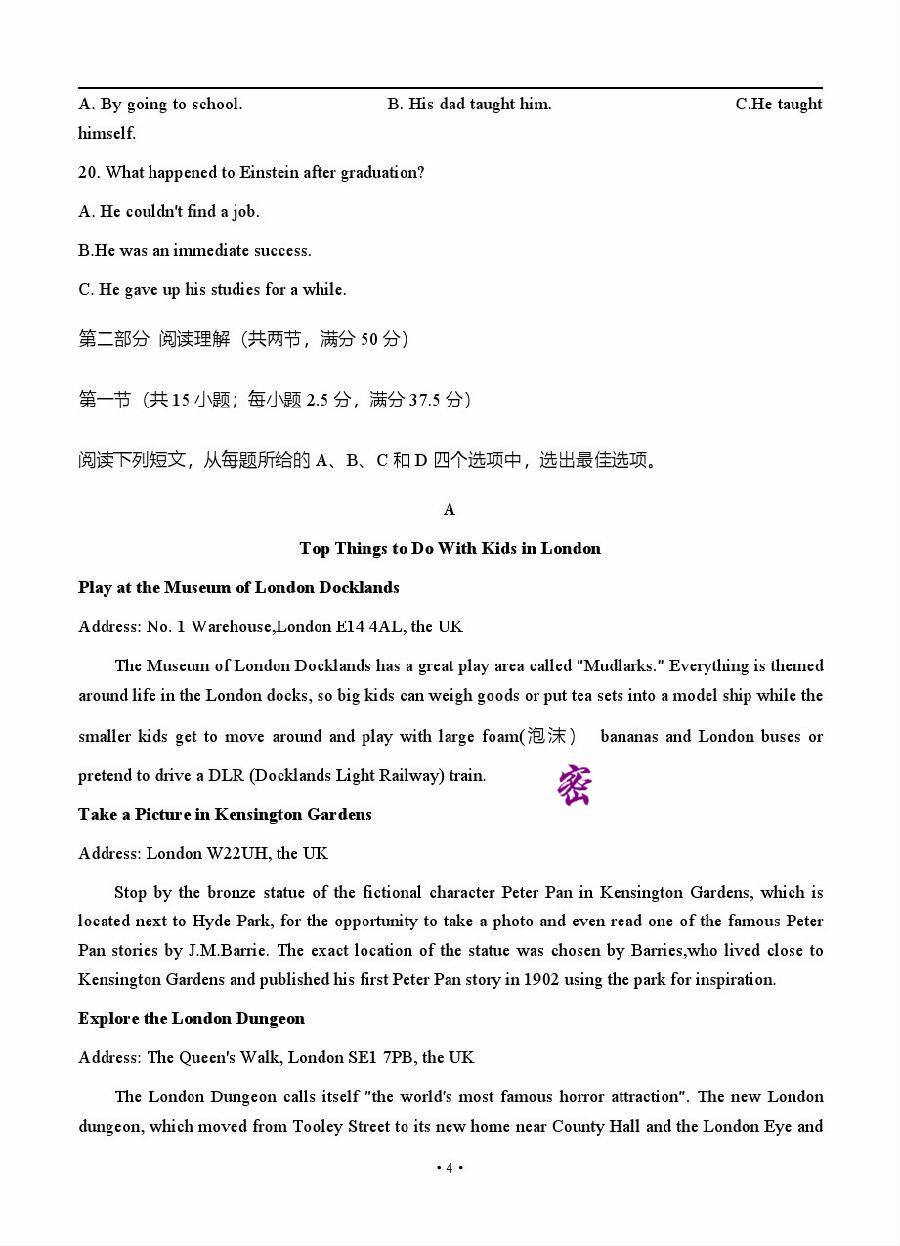 A. By going to school. B. His dad taught him. C.He taught
himself.
20. What happened to Einstein after graduation?
A. He couldn't find a job.
B.He was an immediate success.
C. He gave up his studies for a while.
第二部分 阅读理解（共两节，满分 50 分）
第一节（共 15 小题；每小题 2.5 分，满分 37.5 分）
阅读下列短文，从每题所给的 A、B、C 和 D 四个选项中，选出最佳选项。
A
Top Things to Do With Kids in London
Play at the Museum of London Docklands
Address: No. 1 Warehouse,London E14 4AL, the UK
The Museum of London Docklands has a great play area called "Mudlarks." Everything is themed
around life in the London docks, so big kids can weigh goods or put tea sets into a model ship while the
smaller kids get to move around and play with large foam(泡沫） bananas and London buses or
pretend to drive a DLR (Docklands Light Railway) train.
密
Take a Picture in Kensington Gardens
Address: London W22UH, the UK
Stop by the bronze statue of the fictional character Peter Pan in Kensington Gardens, which is
located next to Hyde Park, for the opportunity to take a photo and even read one of the famous Peter
Pan stories by J.M.Barrie. The exact location of the statue was chosen by Barries,who lived close to
Kensington Gardens and published his first Peter Pan story in 1902 using the park for inspiration.
Explore the London Dungeon
Address: The Queen's Walk, London SE1 7PB, the UK
The London Dungeon calls itself "the world's most famous horror attraction". The new London
dungeon, which moved from Tooley Street to its new home near County Hall and the London Eye and
• 4 •